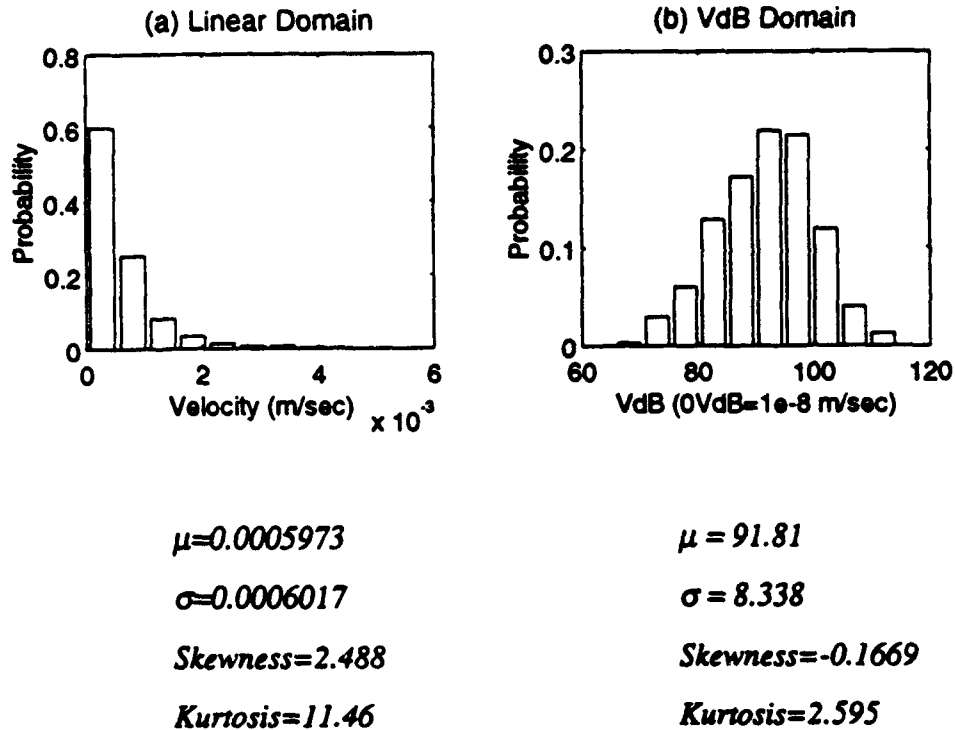 (a) Linear Domain
0.8
0.6
0.4
0.2
0
Probability
0 2 4 6
Velocity (m/sec)
x 10⁻³
(b) VdB Domain
0.3
0.2
0.1
0
Probability
60 80 100 120
VdB (0VdB=1e-8 m/sec)
μ=0.0005973
σ=0.0006017
Skewness=2.488
Kurtosis=11.46
μ = 91.81
σ = 8.338
Skewness=-0.1669
Kurtosis=2.595